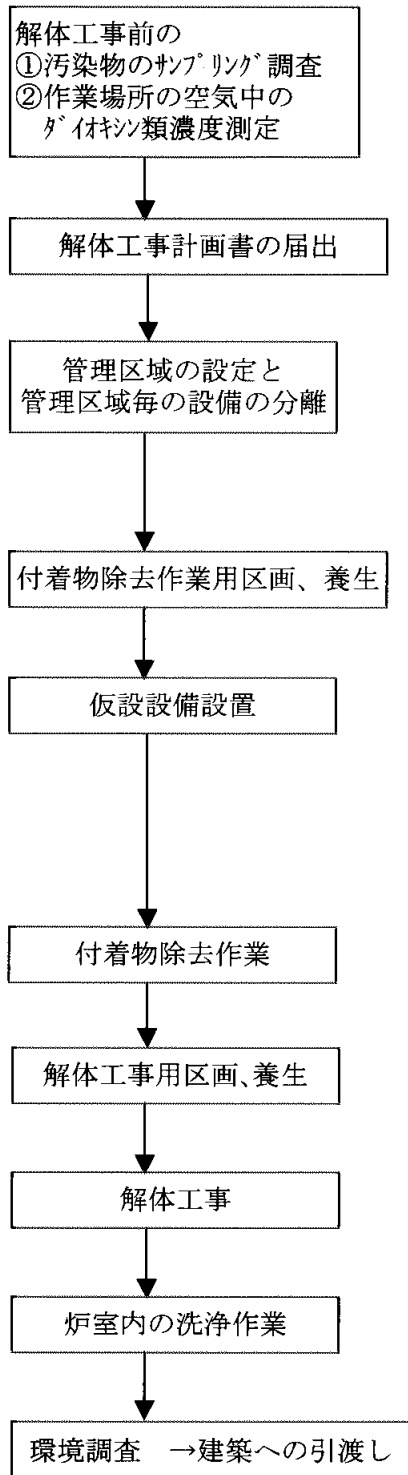 解体工事前の
①汚染物のｻﾝﾌﾟﾘﾝｸﾞ調査
②作業場所の空気中の
ﾀﾞｲｵｷｼﾝ類濃度測定
解体工事計画書の届出
管理区域の設定と
管理区域毎の設備の分離
付着物除去作業用区画、養生
仮設設備設置
付着物除去作業
解体工事用区画、養生
解体工事
炉室内の洗浄作業
環境調査　→建築への引渡し